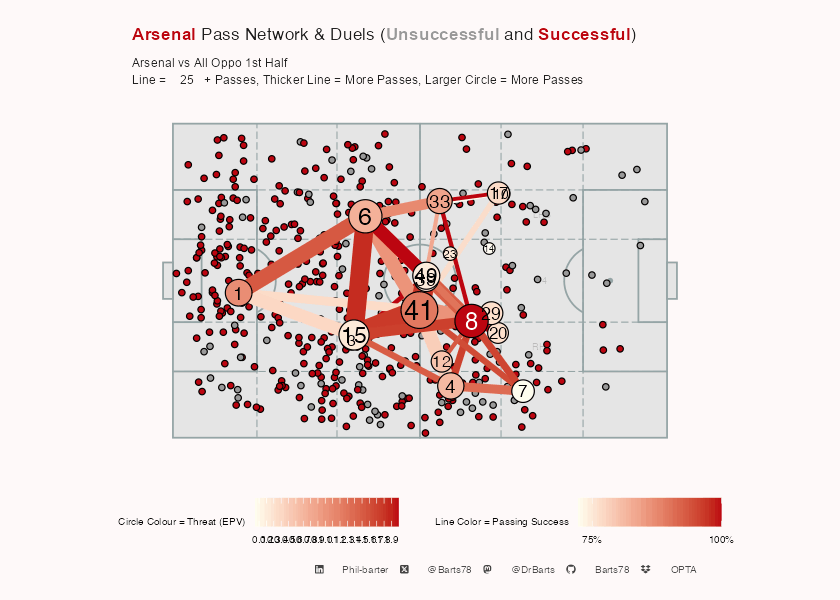 Arsenal Pass Network & Duels (Unsuccessful and Successful)
Arsenal vs All Oppo 1st Half
Line = 25 + Passes, Thicker Line = More Passes, Larger Circle = More Passes
17
33
6
23
14
49
1
41
8
29
15
20
12
4
7
Circle Colour = Threat (EPV)
Line Color = Passing Success
75%
100%
Phil-barter
@Barts78
@DrBarts
Barts78
OPTA